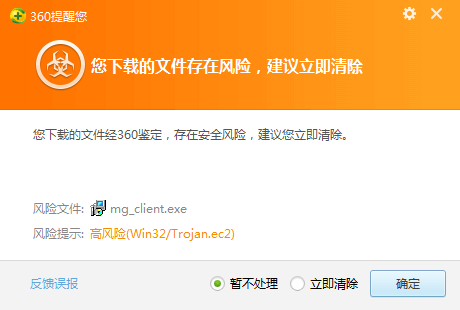 360提醒您
您下载的文件存在风险，建议立即清除
您下载的文件经360鉴定，存在安全风险，建议您立即清除。
风险文件: mg_client.exe
风险提示: 高风险(Win32/Trojan.ec2)
反馈误报 暂不处理 立即清除 确定